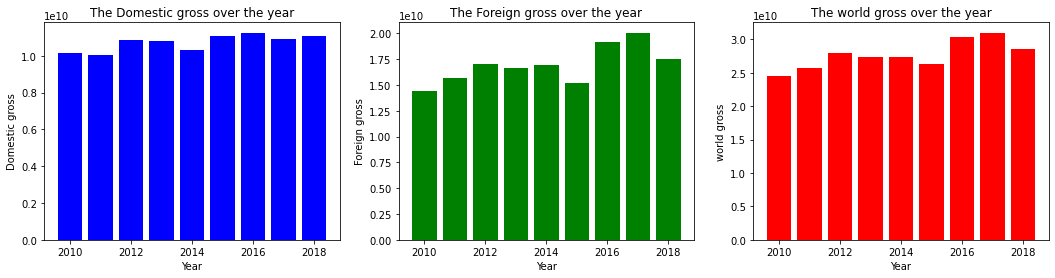 The Domestic gross over the year
1e10
1.0
0.8
0.6
0.4
0.2
0.0
Domestic gross
2010 2012 2014 2016 2018
Year
The Foreign gross over the year
1e10
2.00
1.75
1.50
1.25
1.00
0.75
0.50
0.25
0.00
Foreign gross
2010 2012 2014 2016 2018
Year
The world gross over the year
1e10
3.0
2.5
2.0
1.5
1.0
0.5
0.0
world gross
2010 2012 2014 2016 2018
Year